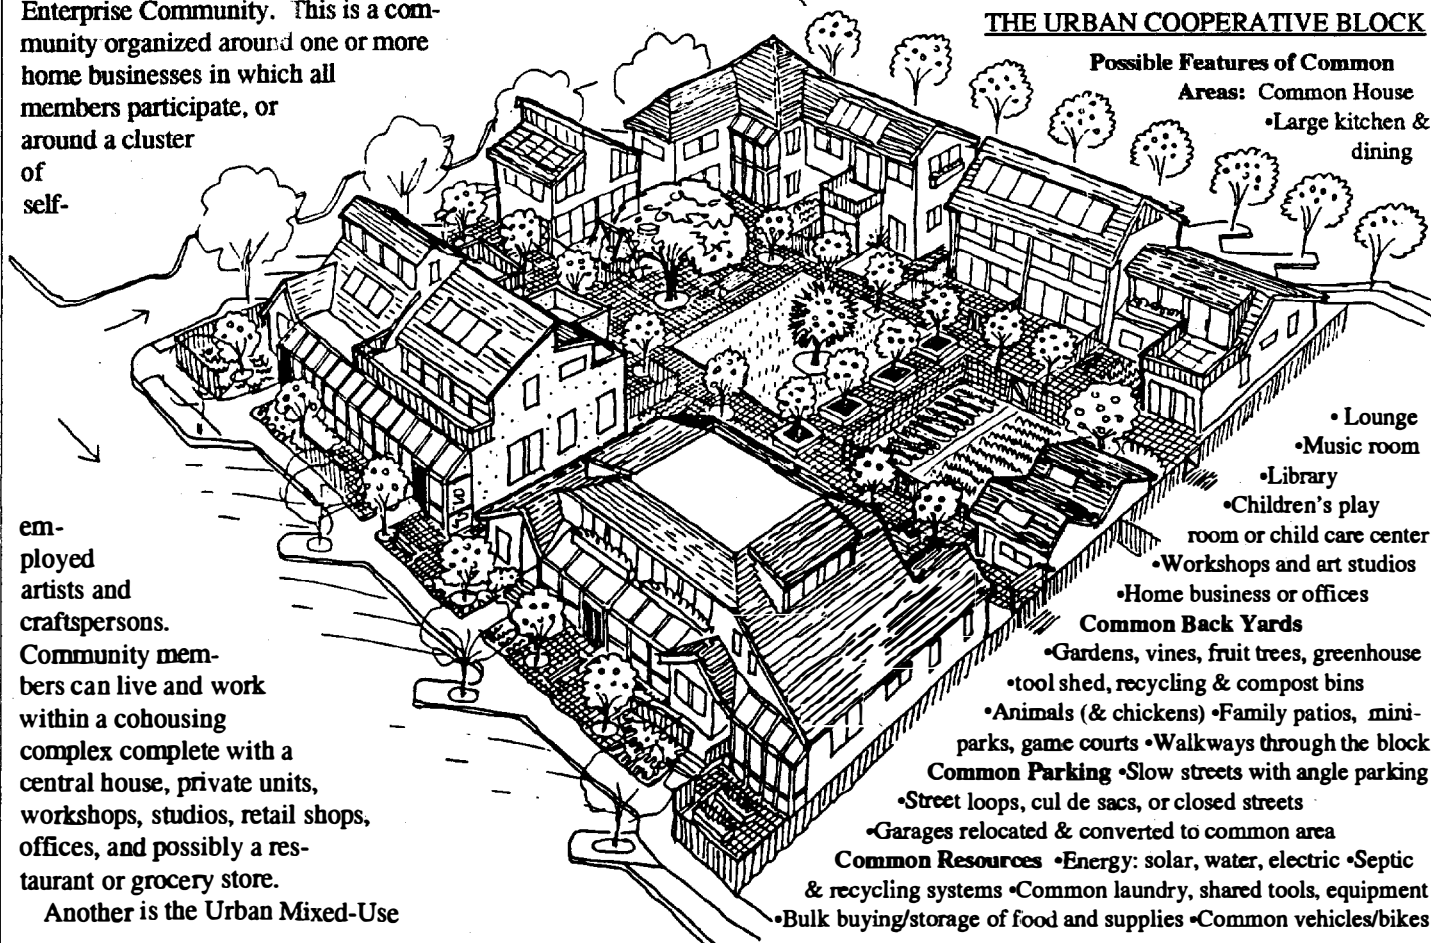 Enterprise Community. This is a com-
munity organized around one or more
home businesses in which all
members participate, or
around a cluster
of
self-
em-
ployed
artists and
craftspersons.
Community mem-
bers can live and work
within a cohousing
complex complete with a
central house, private units,
workshops, studios, retail shops,
offices, and possibly a res-
taurant or grocery store.
Another is the Urban Mixed-Use
THE URBAN COOPERATIVE BLOCK
Possible Features of Common
Areas: Common House
•Large kitchen &
dining
• Lounge
•Music room
•Library
•Children's play
room or child care center
•Workshops and art studios
•Home business or offices
Common Back Yards
•Gardens, vines, fruit trees, greenhouse
•tool shed, recycling & compost bins
•Animals (& chickens) •Family patios, mini-
parks, game courts •Walkways through the block
Common Parking •Slow streets with angle parking
•Street loops, cul de sacs, or closed streets
•Garages relocated & converted to common area
Common Resources •Energy: solar, water, electric •Septic
& recycling systems •Common laundry, shared tools, equipment
•Bulk buying/storage of food and supplies •Common vehicles/bikes